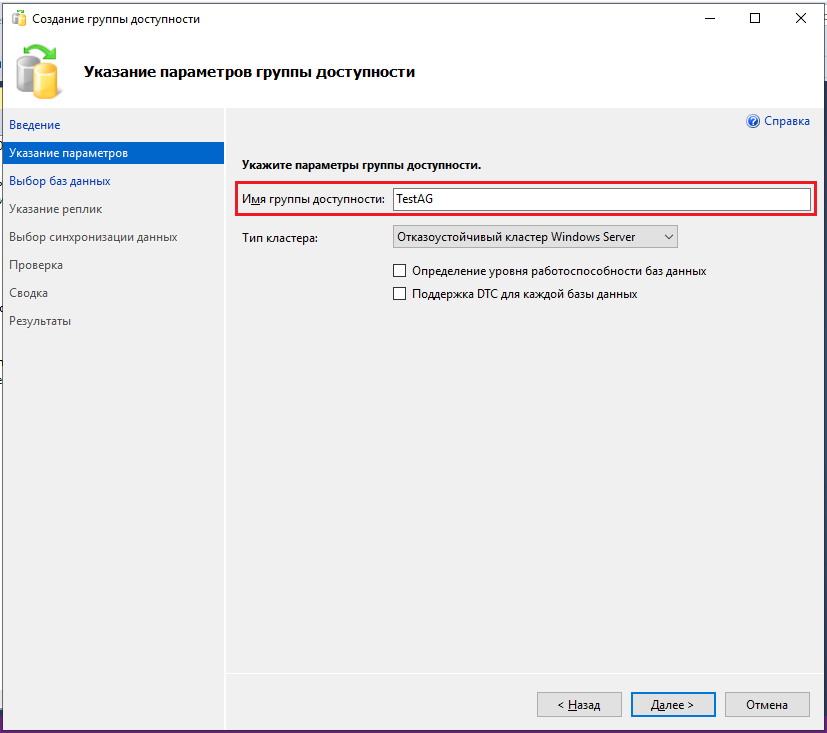 Создание группы доступности
Указание параметров группы доступности
Введение
Указание параметров
Выбор баз данных
Указание реплик
Выбор синхронизации данных
Проверка
Сводка
Результаты
Справка
Укажите параметры группы доступности.
Имя группы доступности: TestAG
Тип кластера: Отказоустойчивый кластер Windows Server
Определение уровня работоспособности баз данных
Поддержка DTC для каждой базы данных
< Назад Далее > Отмена